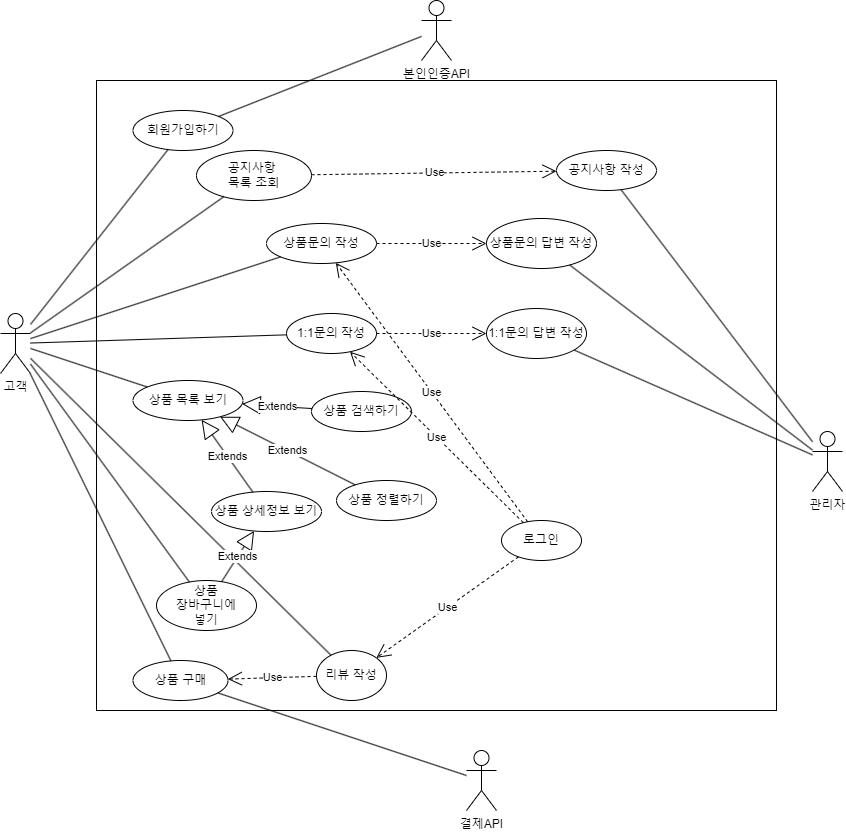 본인인증API
회원가입하기
공지사항
목록 조회
Use
공지사항 작성
상품문의 작성
Use
상품문의 답변 작성
1:1문의 작성
Use
1:1문의 답변 작성
고객
상품 목록 보기
Extends
상품 검색하기
Use
Use
Extends
Extends
관리자
상품 정렬하기
상품 상세정보 보기
로그인
Extends
상품
장바구니에
넣기
Use
상품 구매
Use
리뷰 작성
결제API